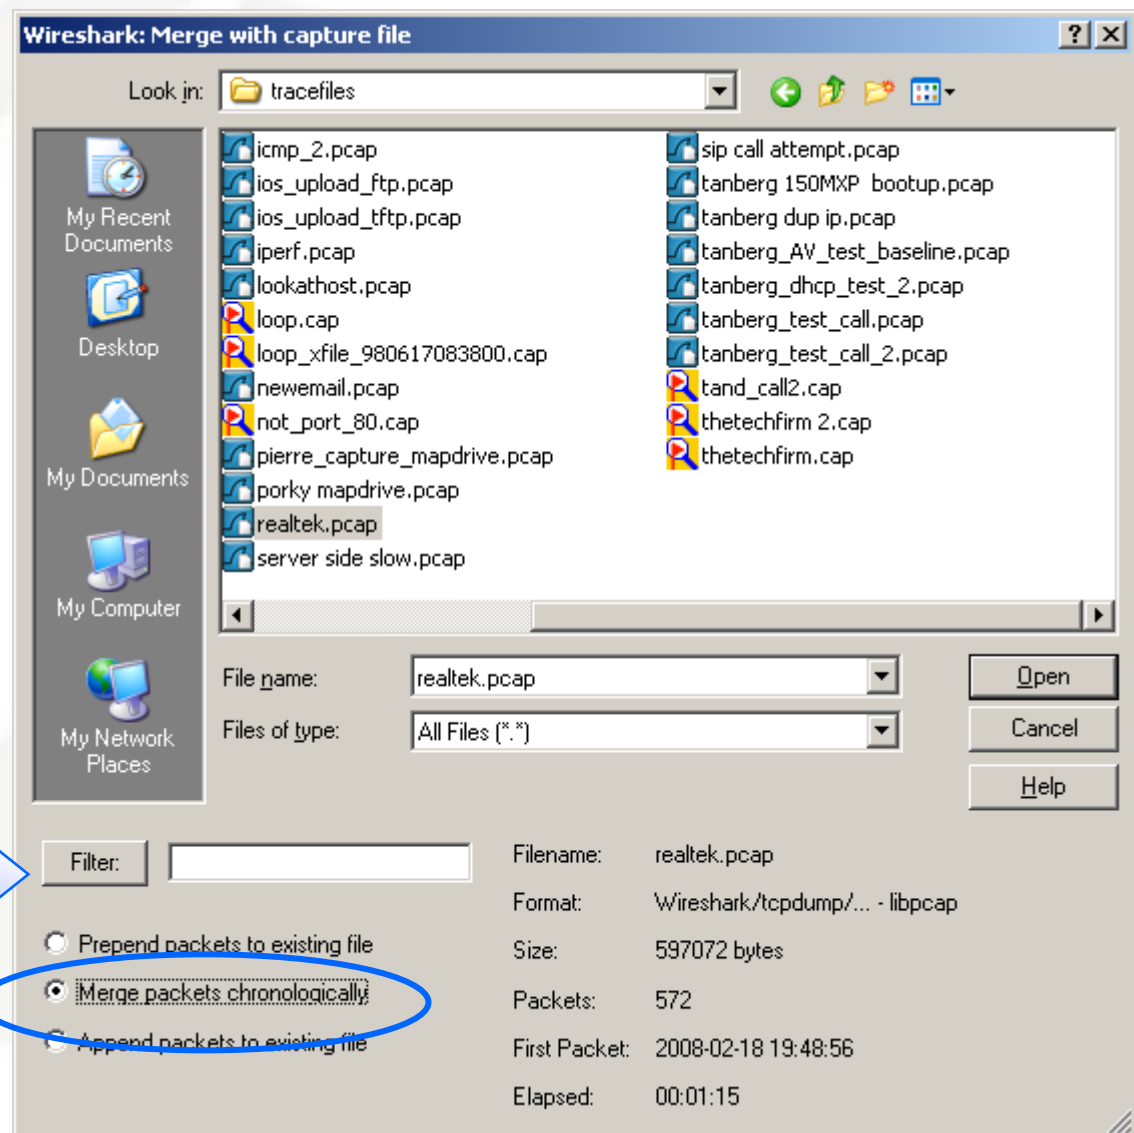 Wireshark: Merge with capture file
Look in:
tracefiles
My Recent
Documents
Desktop
My Documents
My Computer
My Network
Places
icmp_2.pcap
ios_upload_ftp.pcap
ios_upload_tftp.pcap
iperf.pcap
lookathost.pcap
loop.cap
loop_xfile_980617083800.cap
newemail.pcap
not_port_80.cap
pierre_capture_mapdrive.pcap
porky mapdrive.pcap
realtek.pcap
server side slow.pcap
sip call attempt.pcap
tanberg 150MXP bootup.pcap
tanberg dup ip.pcap
tanberg_AV_test_baseline.pcap
tanberg_dhcp_test_2.pcap
tanberg_test_call.pcap
tanberg_test_call_2.pcap
tand_call2.cap
thetechfirm 2.cap
thetechfirm.cap
File name:
realtek.pcap
Open
Files of type:
All Files (*.*)
Cancel
Help
Filter:
Prepend packets to existing file
Merge packets chronologically
Append packets to existing file
Filename: realtek.pcap
Format: Wireshark/tcpdump/... - libpcap
Size: 597072 bytes
Packets: 572
First Packet: 2008-02-18 19:48:56
Elapsed: 00:01:15